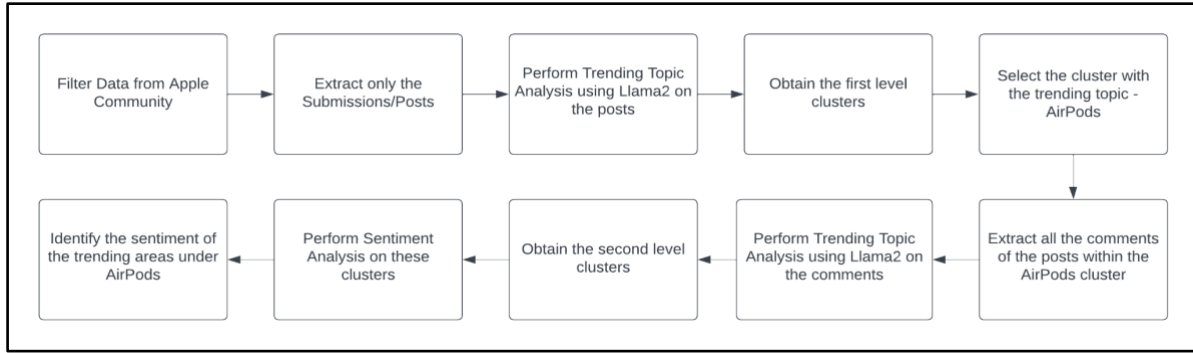 Filter Data from Apple
Community
Extract only the
Submissions/Posts
Perform Trending Topic
Analysis using Llama2 on
the posts
Obtain the first level
clusters
Select the cluster with
the trending topic -
AirPods
Extract all the comments
of the posts within the
AirPods cluster
Perform Trending Topic
Analysis using Llama2 on
the comments
Obtain the second level
clusters
Perform Sentiment
Analysis on these
clusters
Identify the sentiment of
the trending areas under
AirPods